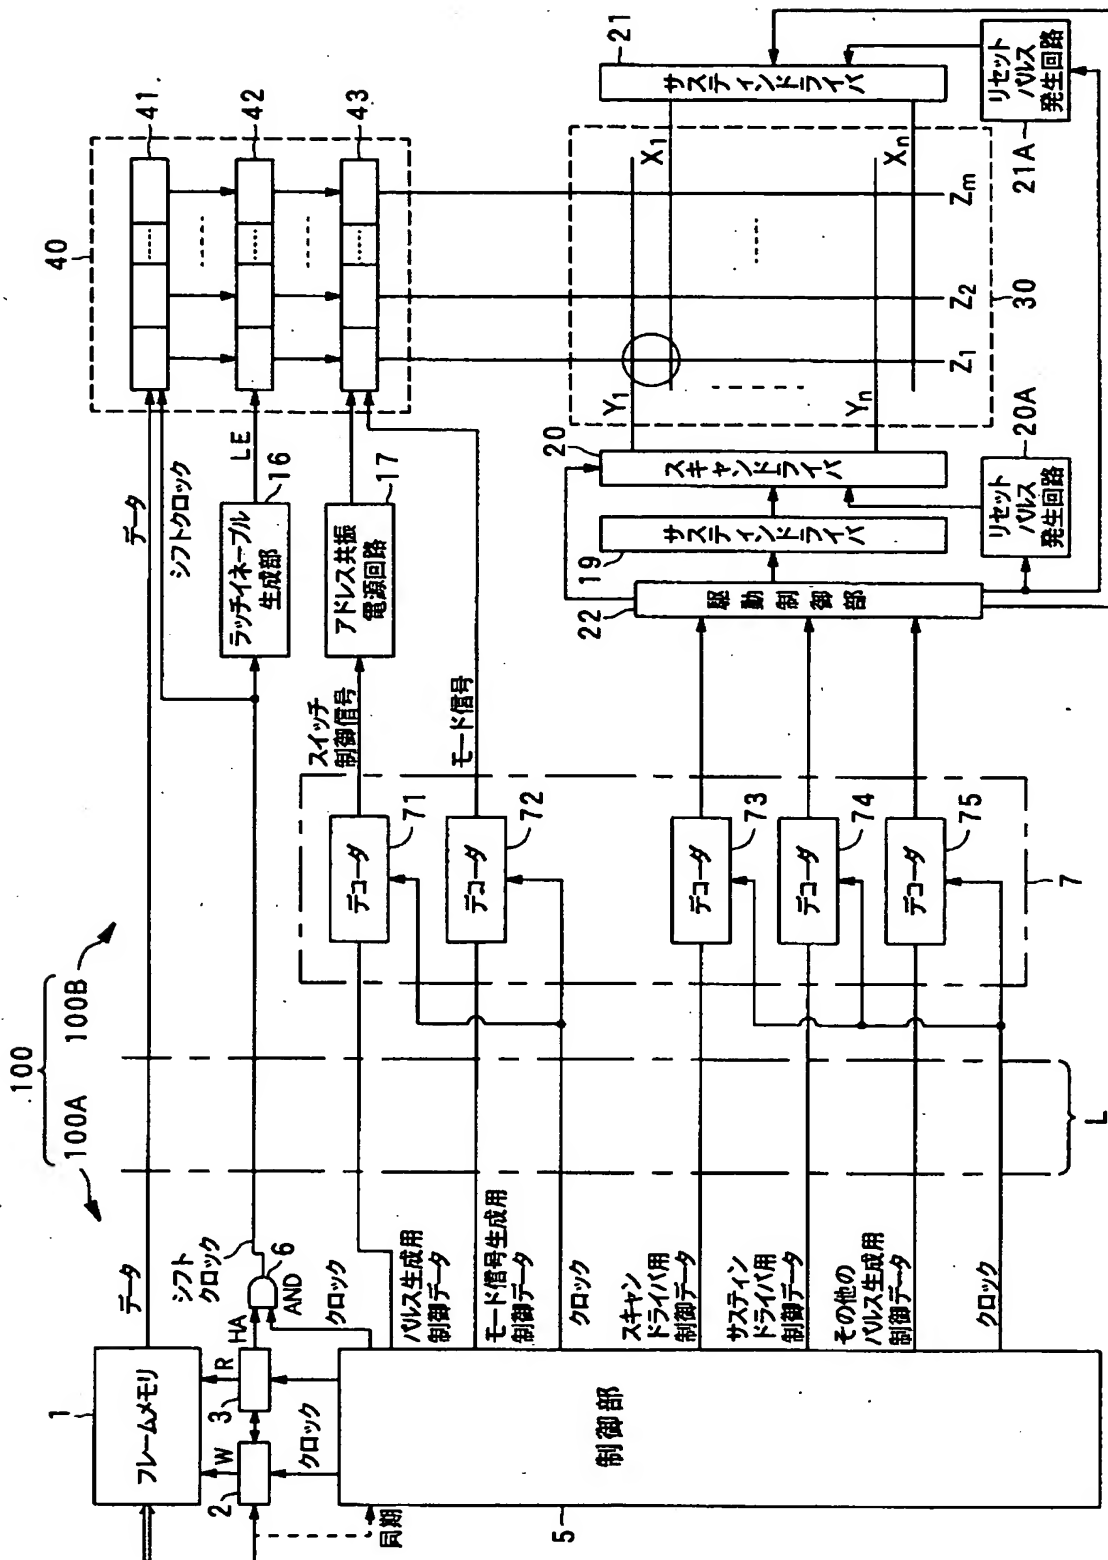 100
100A 100B
1
フレームメモリ
W
R
2
3
HA
シフト
クロック
6
AND
データ
クロック
クロック
同期
5
制御部
パルス生成用
制御データ
モード信号生成用
制御データ
クロック
スキャン
ドライバ用
制御データ
サスティン
ドライバ用
制御データ
その他の
パルス生成用
制御データ
クロック
L
7
デコーダ
71
デコーダ
72
デコーダ
73
デコーダ
74
デコーダ
75
スイッチ
制御信号
モード信号
データ
シフトクロック
ラッチイネーブル
生成部
16
LE
アドレス共振
電源回路
17
40
41
42
43
22
駆動制御部
19
サスティンドライバ
20
スキャンドライバ
20A
リセット
パルス
発生回路
Y1
Yn
X1
Xn
Z1
Z2
Zm
30
21
サスティンドライバ
21A
リセット
パルス
発生回路